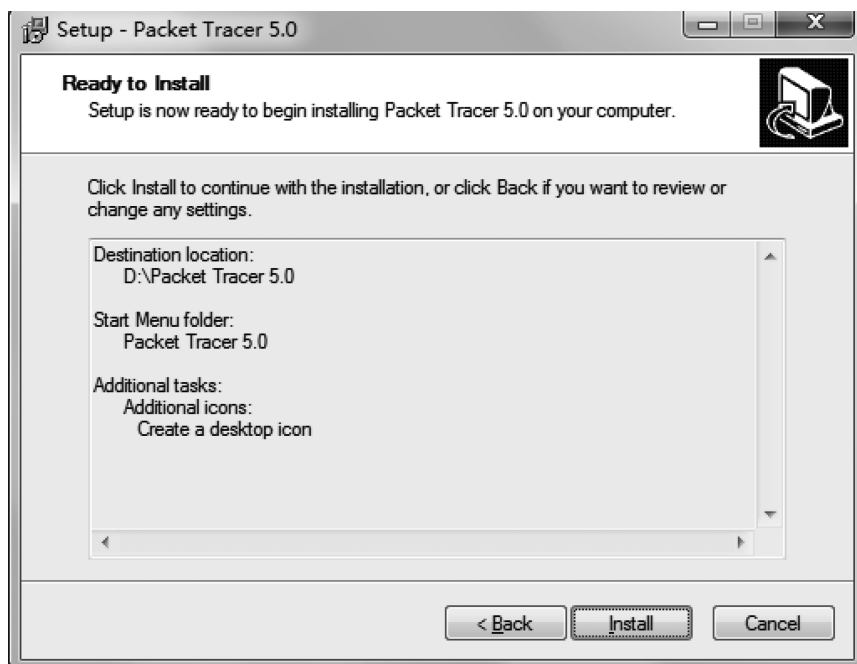 Setup - Packet Tracer 5.0
Ready to Install
Setup is now ready to begin installing Packet Tracer 5.0 on your computer.
Click Install to continue with the installation, or click Back if you want to review or
change any settings.
Destination location:
D:\Packet Tracer 5.0
Start Menu folder:
Packet Tracer 5.0
Additional tasks:
Additional icons:
Create a desktop icon
< Back Install Cancel